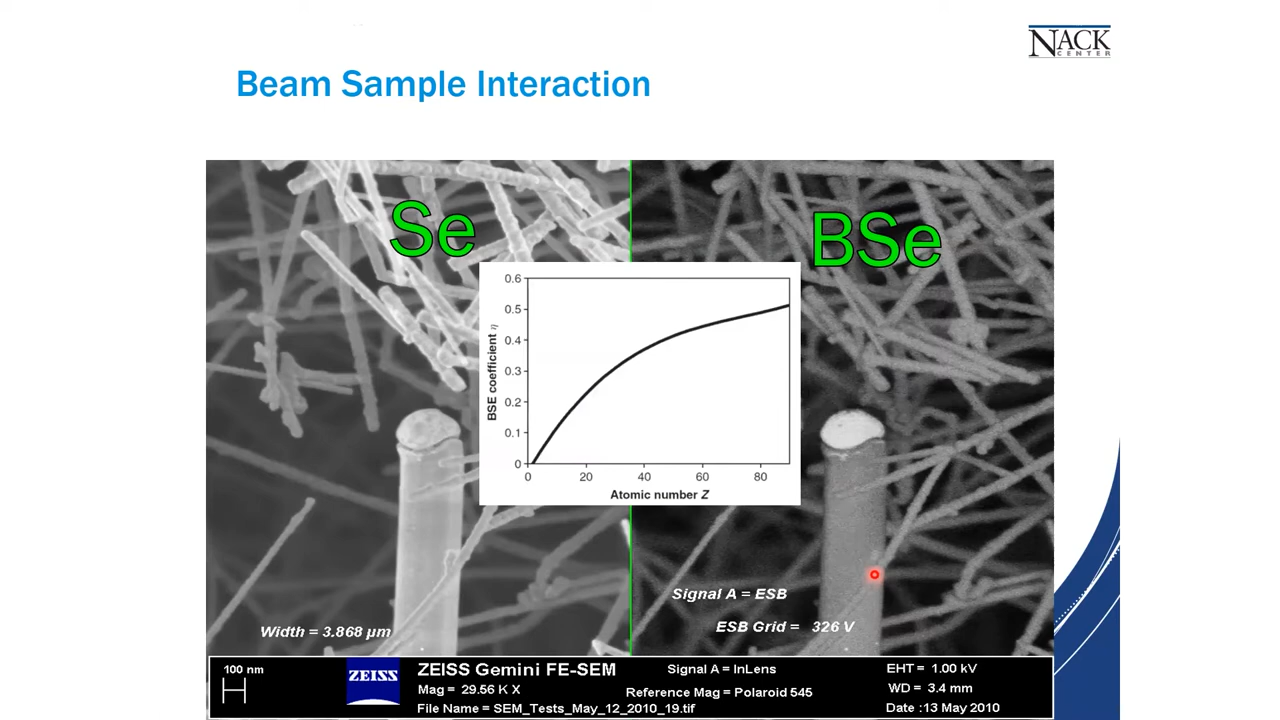 NACK
CENTER
Beam Sample Interaction
Se
BSe
0.6
0.5
0.4
0.3
0.2
0.1
0
BSE coefficient η
0 20 40 60 80
Atomic number Z
Signal A = ESB
ESB Grid = 326 V
Width = 3.868 µm
100 nm
ZEISS
ZEISS Gemini FE-SEM
Mag = 29.56 K X
File Name = SEM_Tests_May_12_2010_19.tif
Signal A = InLens
Reference Mag = Polaroid 545
EHT = 1.00 kV
WD = 3.4 mm
Date :13 May 2010